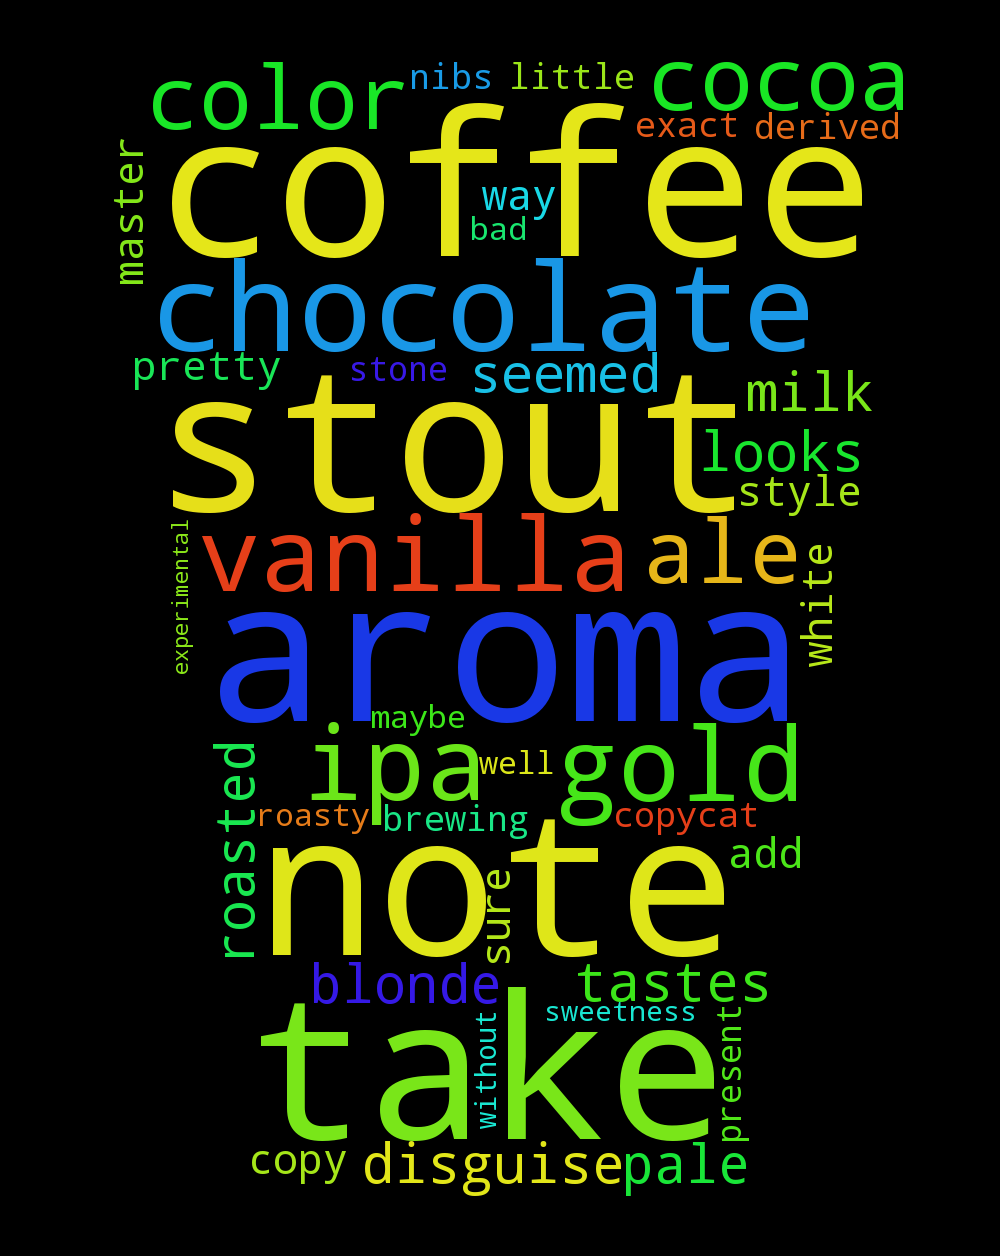 color nibs little cocoa
exact derived
coffee
master
way
bad
chocolate
pretty stone seemed
milk
stout
looks
style
experimental
vanilla ale
white
aroma
maybe
ipa well gold
roasted
roasty brewing copycat
note
add
sure
blonde tastes
sweetness
take
without
present
copy disguise pale